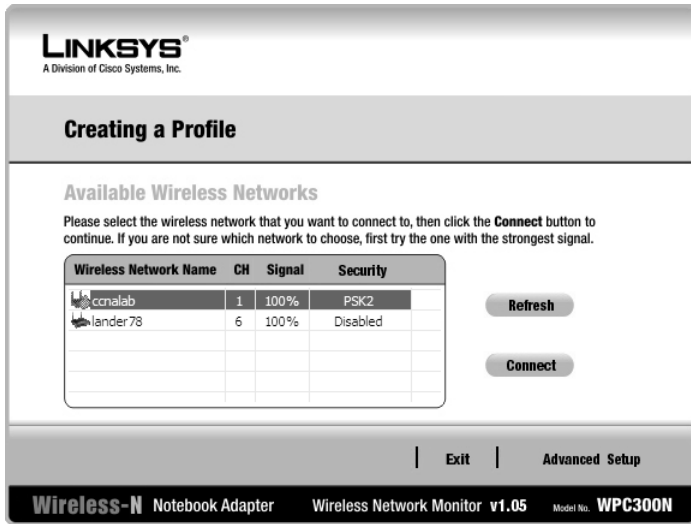 LINKSYS®
A Division of Cisco Systems, Inc.
Creating a Profile
Available Wireless Networks
Please select the wireless network that you want to connect to, then click the Connect button to
continue. If you are not sure which network to choose, first try the one with the strongest signal.
Wireless Network Name CH Signal Security
ccnalab 1 100% PSK2
lander78 6 100% Disabled
Refresh
Connect
Exit Advanced Setup
Wireless-N Notebook Adapter Wireless Network Monitor v1.05 Model No. WPC300N